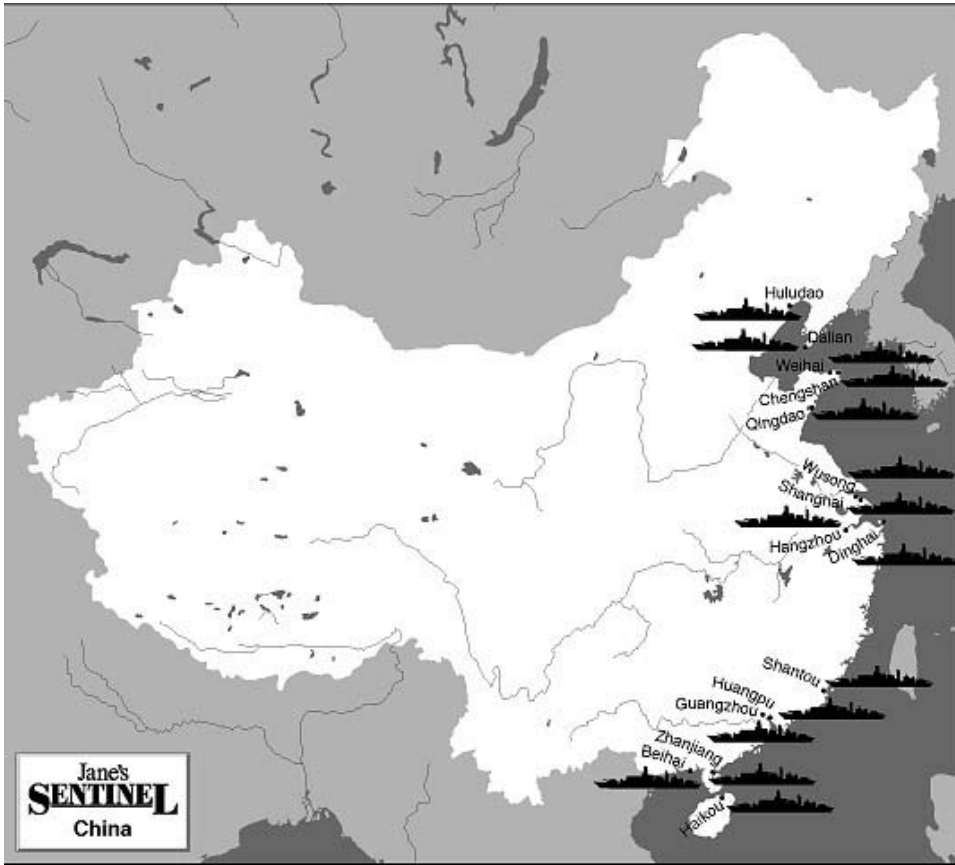 Huludao
Dalian
Weihai
Chengshan
Qingdao
Wusong
Shanghai
Hangzhou
Dinghai
Shantou
Huangpu
Guangzhou
Zhanjiang
Beihai
Haikou
Jane's
SENTINEL
China